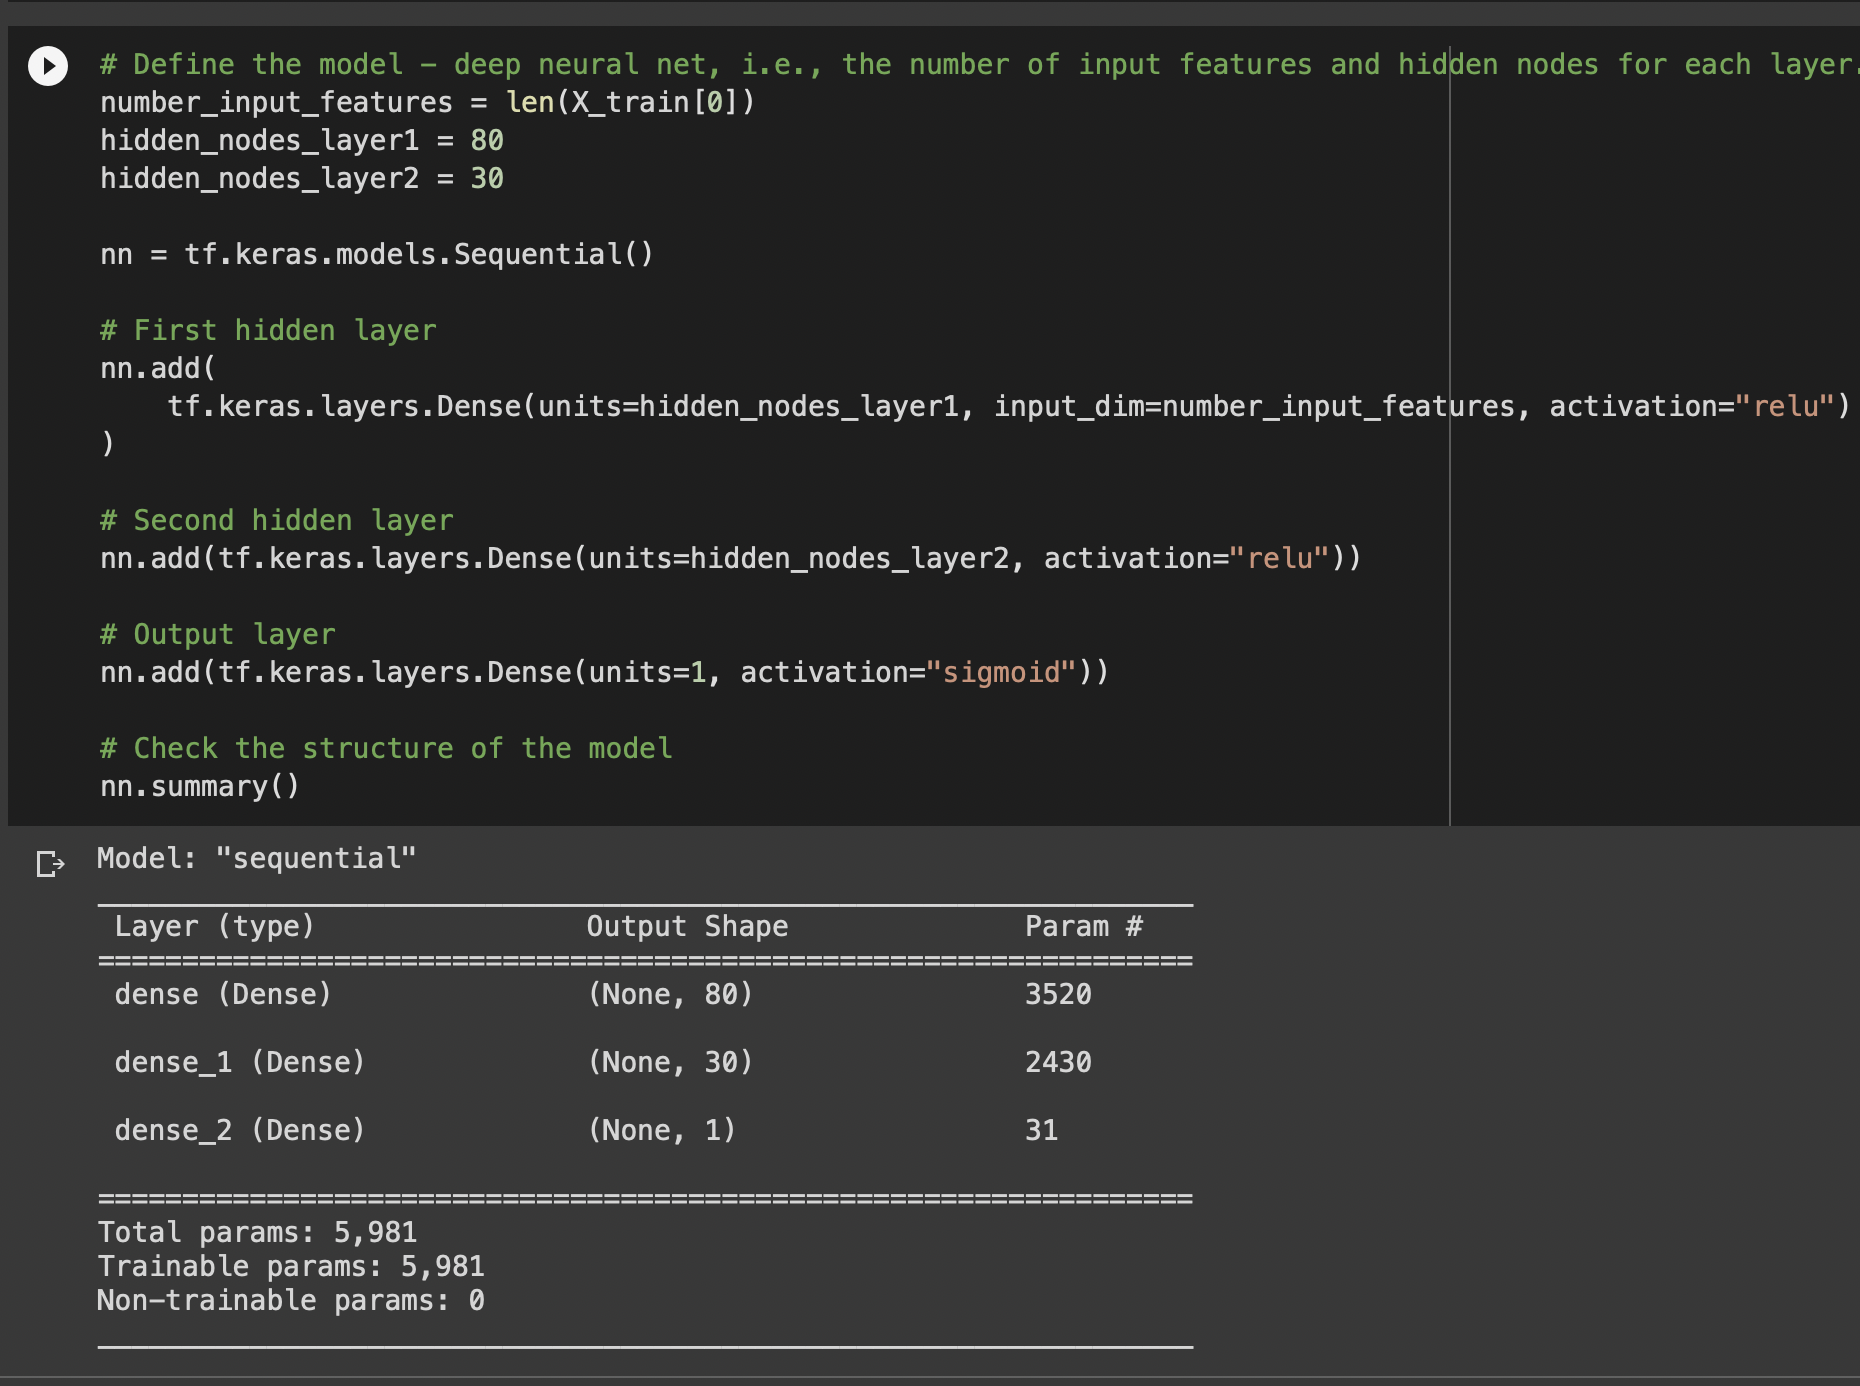 # Define the model – deep neural net, i.e., the number of input features and hidden nodes for each layer.
number_input_features = len(X_train[0])
hidden_nodes_layer1 = 80
hidden_nodes_layer2 = 30

nn = tf.keras.models.Sequential()

# First hidden layer
nn.add(
    tf.keras.layers.Dense(units=hidden_nodes_layer1, input_dim=number_input_features, activation="relu")
)

# Second hidden layer
nn.add(tf.keras.layers.Dense(units=hidden_nodes_layer2, activation="relu"))

# Output layer
nn.add(tf.keras.layers.Dense(units=1, activation="sigmoid"))

# Check the structure of the model
nn.summary()
Model: "sequential"
_________________________________________________________________
 Layer (type)                Output Shape              Param #
=================================================================
 dense (Dense)               (None, 80)                3520

 dense_1 (Dense)             (None, 30)                2430

 dense_2 (Dense)             (None, 1)                 31

=================================================================
Total params: 5,981
Trainable params: 5,981
Non-trainable params: 0
_________________________________________________________________